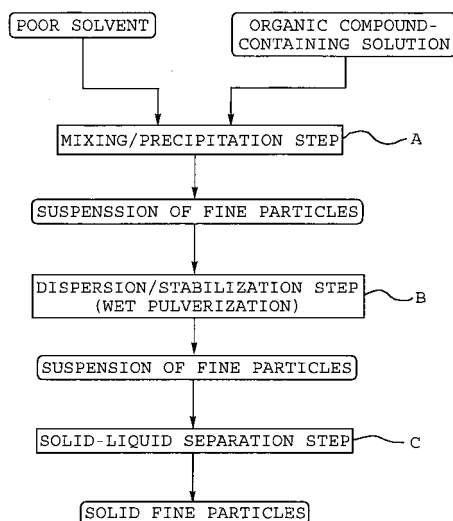 POOR SOLVENT
ORGANIC COMPOUND-
CONTAINING SOLUTION
MIXING/PRECIPITATION STEP
A
SUSPENSSION OF FINE PARTICLES
DISPERSION/STABILIZATION STEP
(WET PULVERIZATION)
B
SUSPENSION OF FINE PARTICLES
SOLID-LIQUID SEPARATION STEP
C
SOLID FINE PARTICLES